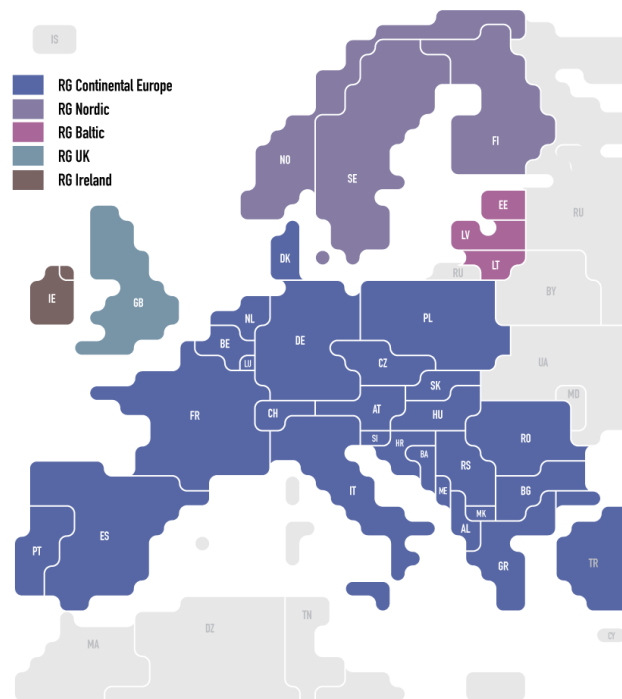 IS
RG Continental Europe
RG Nordic
RG Baltic
RG UK
RG Ireland
NO
SE
FI
RU
EE
LV
LT
RU
BY
DK
IE
GB
NL
BE
LU
DE
PL
CZ
SK
UA
MD
FR
CH
AT
HU
SI
HR
BA
RS
RO
IT
ME
MK
BG
AL
GR
TR
PT
ES
MA
DZ
TN
CY